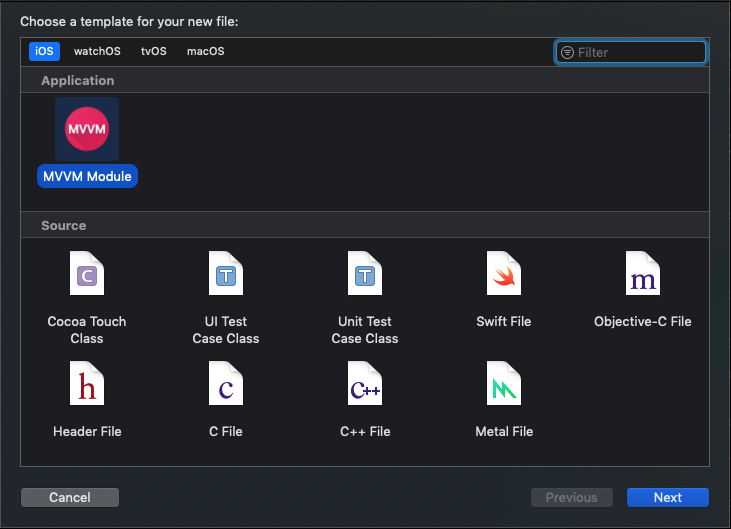 Choose a template for your new file:
iOS watchOS tvOS macOS Filter
Application
MVVM
MVVM Module
Source
C T T m
Cocoa Touch Class
UI Test Case Class
Unit Test Case Class
Swift File
Objective-C File
h c c++
Header File
C File
C++ File
Metal File
Cancel Previous Next